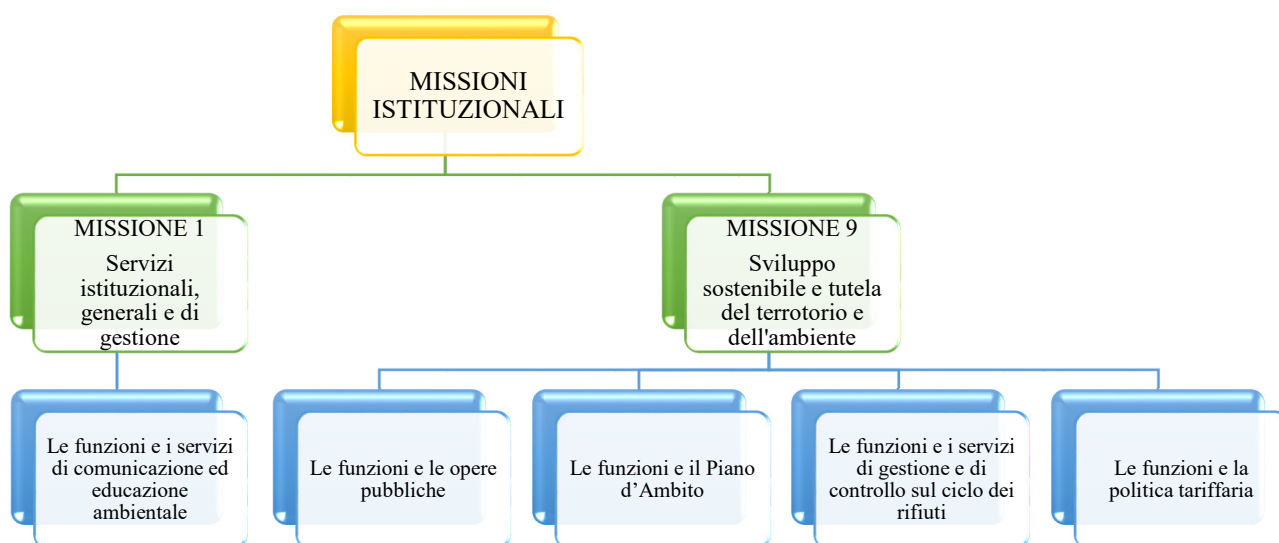 MISSIONI
ISTITUZIONALI
MISSIONE 1
Servizi
istituzionali,
generali e di
gestione
MISSIONE 9
Sviluppo
sostenibile e tutela
del terrotorio e
dell'ambiente
Le funzioni e i servizi
di comunicazione ed
educazione
ambientale
Le funzioni e le opere
pubbliche
Le funzioni e il Piano
d’Ambito
Le funzioni e i servizi
di gestione e di
controllo sul ciclo dei
rifiuti
Le funzioni e la
politica tariffaria